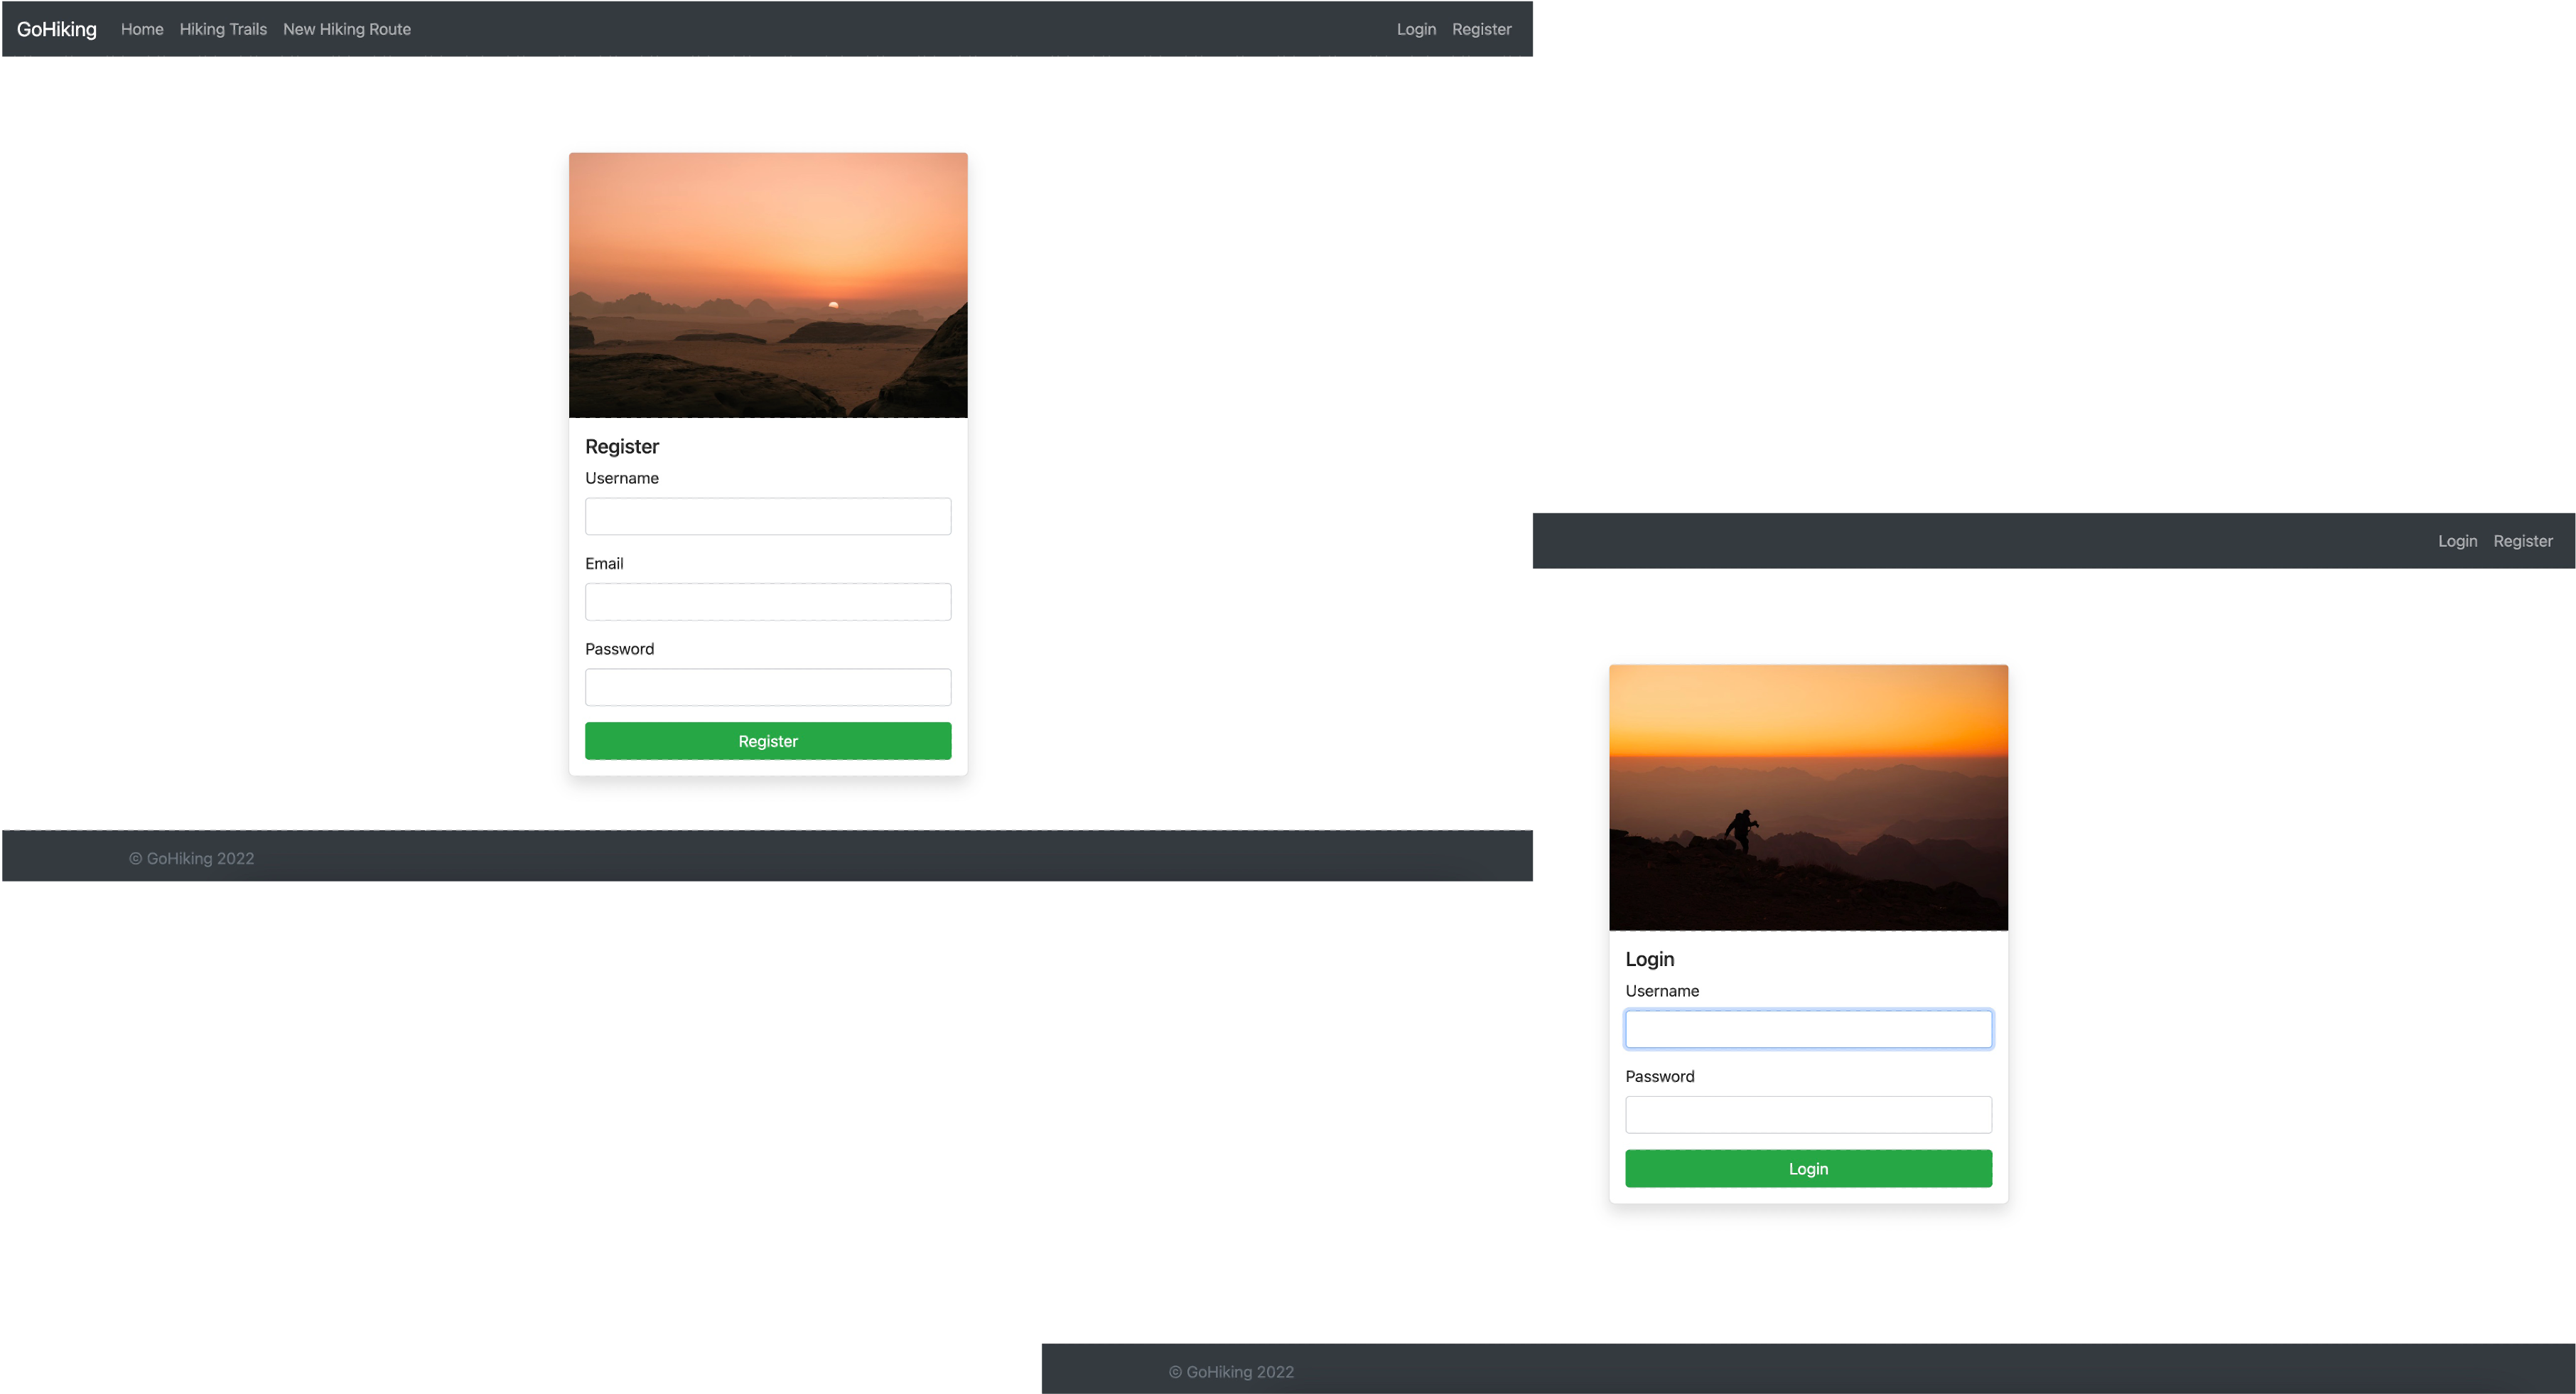 GoHiking Home Hiking Trails New Hiking Route Login Register
Register
Username
Email
Password
Register
© GoHiking 2022
Login Register
Login
Username
Password
Login
© GoHiking 2022